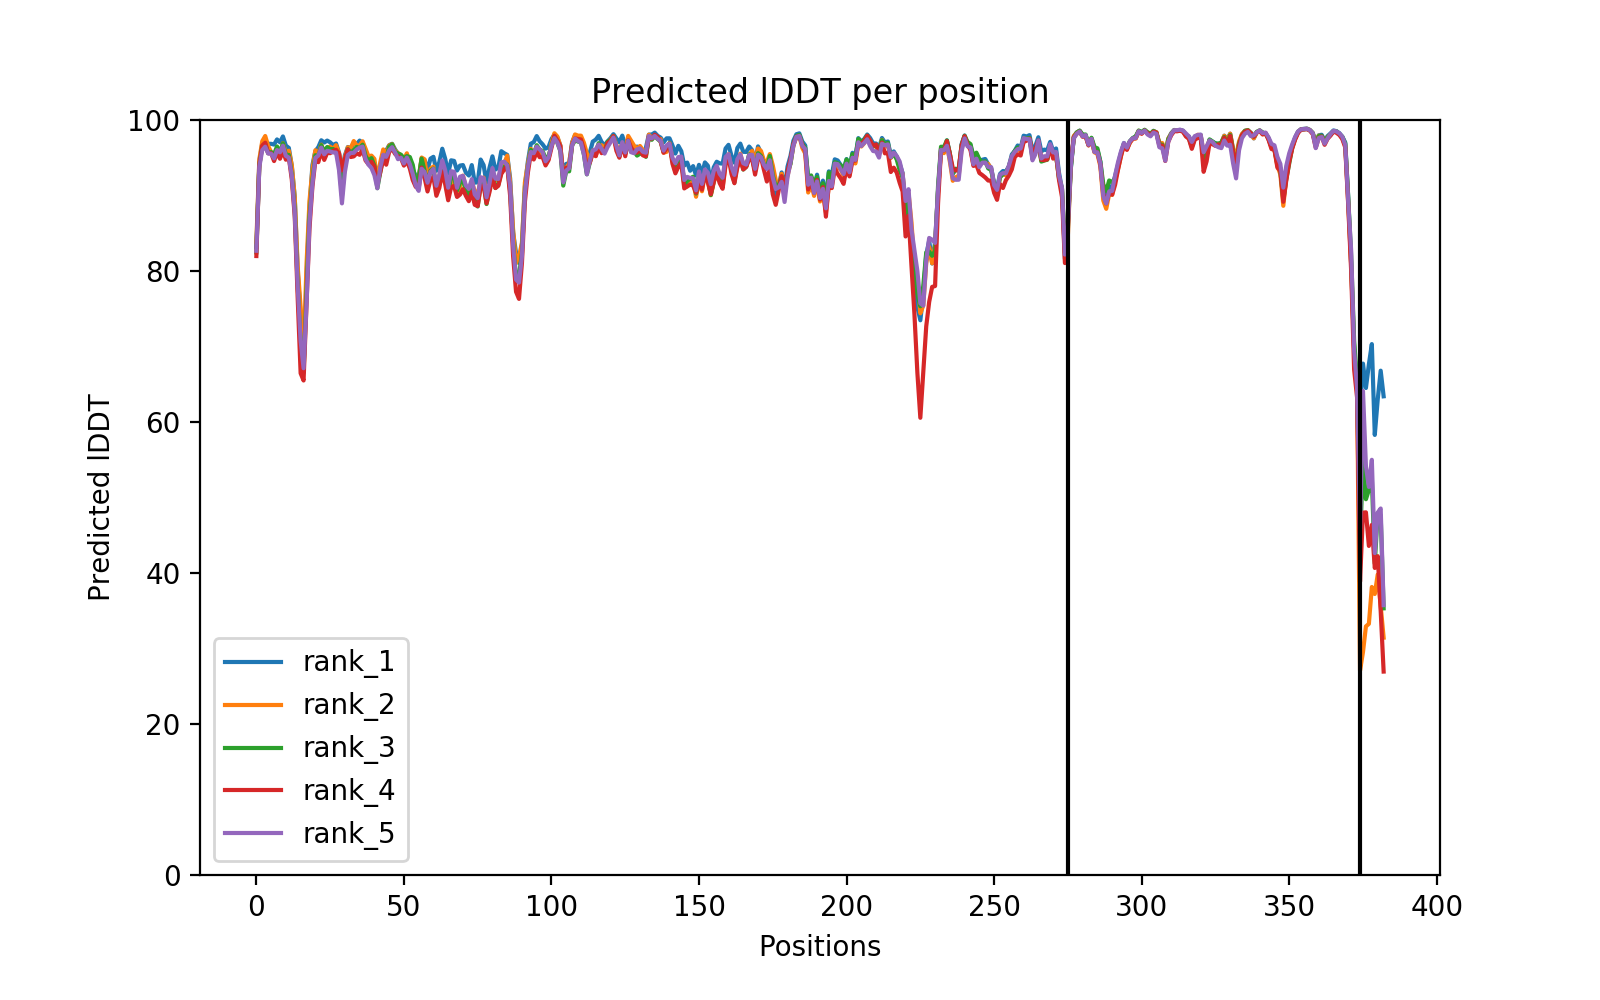 Predicted lDDT per position
100
80
60
40
20
0
Predicted lDDT
rank_1
rank_2
rank_3
rank_4
rank_5
0 50 100 150 200 250 300 350 400
Positions